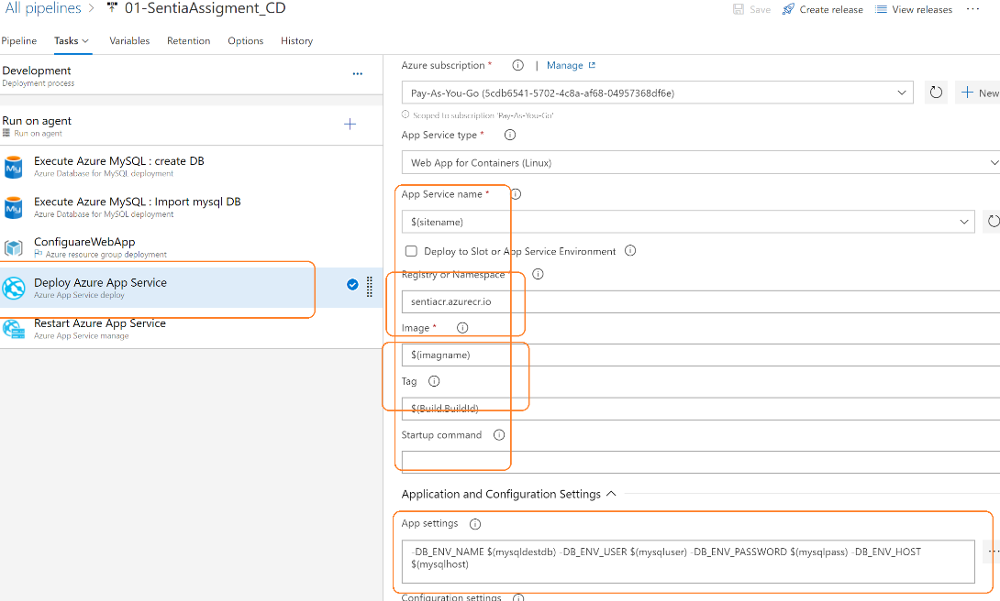 All pipelines > 01-SentiaAssigment_CD
Save Create release View releases ...
Pipeline Tasks Variables Retention Options History
Development
Deployment process
...
Run on agent
Run on agent
+
My Execute Azure MySQL : create DB
Azure Database for MySQL deployment
My Execute Azure MySQL : Import mysql DB
Azure Database for MySQL deployment
ConfiguareWebApp
Azure resource group deployment
Deploy Azure App Service
Azure App Service deploy
Restart Azure App Service
Azure App Service manage
Azure subscription * | Manage
Pay-As-You-Go (5cdb6541-5702-4c8a-af68-04957368df6e)
+ New
Scoped to subscription 'Pay-As-You-Go'
App Service type *
Web App for Containers (Linux)
App Service name *
$(sitename)
Deploy to Slot or App Service Environment
Registry or Namespace
sentiacr.azurecr.io
Image *
$(imagname)
Tag
$(Build.BuildId)
Startup command
Application and Configuration Settings
App settings
-DB_ENV_NAME $(mysqldestdb) -DB_ENV_USER $(mysqluser) -DB_ENV_PASSWORD $(mysqlpass) -DB_ENV_HOST
$(mysqlhost)
...
Configuration settings